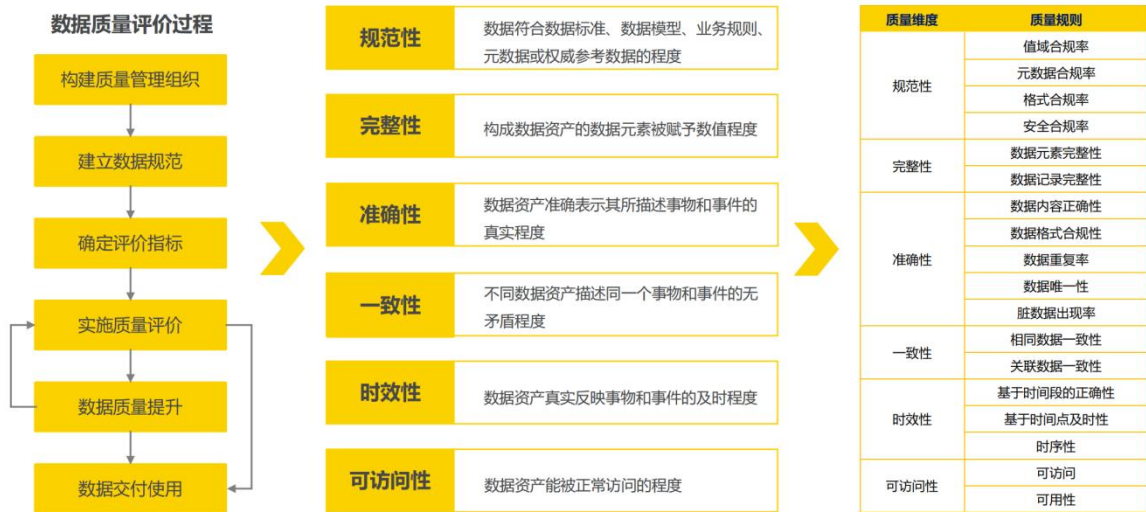 数据质量评价过程
构建质量管理组织
建立数据规范
确定评价指标
实施质量评价
数据质量提升
数据交付使用
规范性
数据符合数据标准、数据模型、业务规则、
元数据或权威参考数据的程度
完整性
构成数据资产的数据元素被赋予数值程度
准确性
数据资产准确表示其所描述事物和事件的
真实程度
一致性
不同数据资产描述同一个事物和事件的无
矛盾程度
时效性
数据资产真实反映事物和事件的及时程度
可访问性
数据资产能被正常访问的程度
质量维度 质量规则
规范性
值域合规率
元数据合规率
格式合规率
安全合规率
完整性
数据元素完整性
数据记录完整性
准确性
数据内容正确性
数据格式合规性
数据重复率
数据唯一性
脏数据出现率
一致性
相同数据一致性
关联数据一致性
时效性
基于时间段的正确性
基于时间点及时性
时序性
可访问性
可访问
可用性